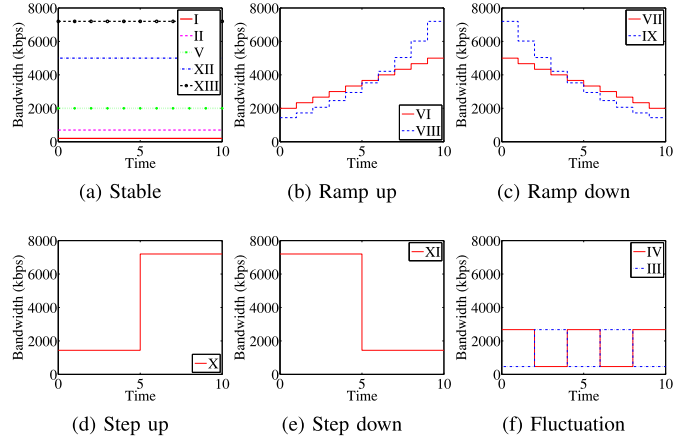 8000
6000
4000
2000
0
Bandwidth (kbps)
0 5 10
Time
I
II
V
XII
XIII
(a) Stable
8000
6000
4000
2000
0
Bandwidth (kbps)
0 5 10
Time
VI
VIII
(b) Ramp up
8000
6000
4000
2000
0
Bandwidth (kbps)
0 5 10
Time
VII
IX
(c) Ramp down
8000
6000
4000
2000
0
Bandwidth (kbps)
0 5 10
Time
X
(d) Step up
8000
6000
4000
2000
0
Bandwidth (kbps)
0 5 10
Time
XI
(e) Step down
8000
6000
4000
2000
0
Bandwidth (kbps)
0 5 10
Time
IV
III
(f) Fluctuation